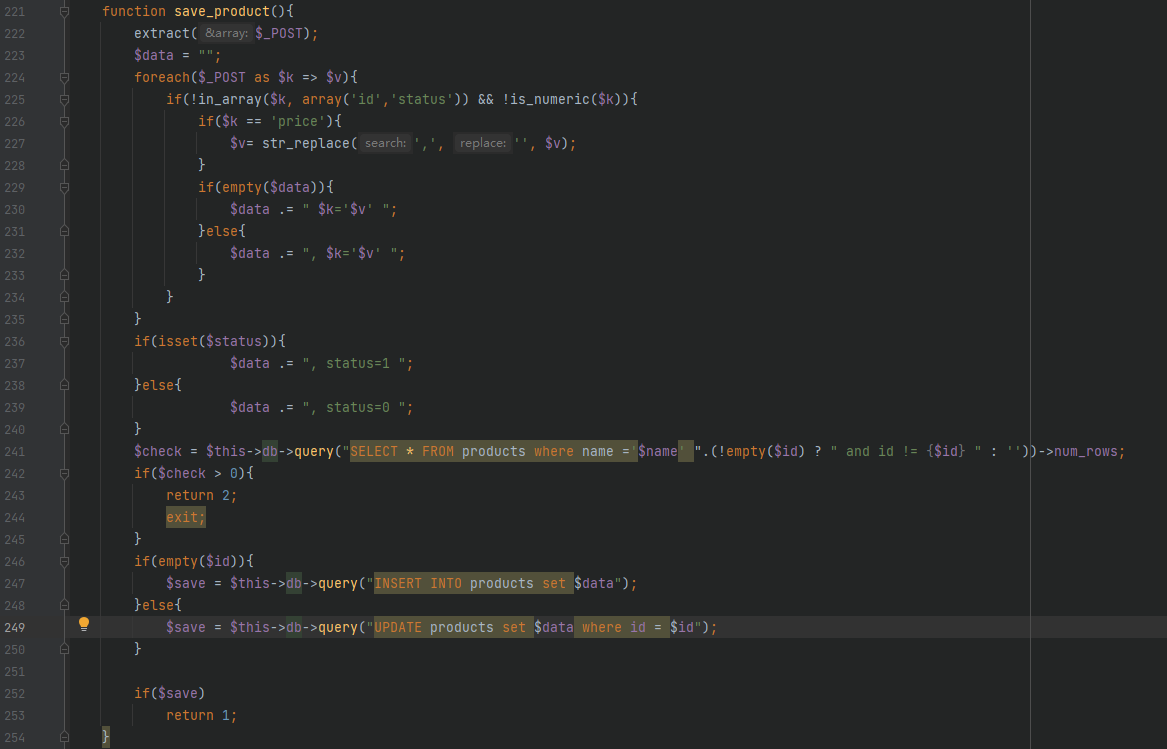 221 function save_product(){
222 extract( &array: $_POST);
223 $data = "";
224 foreach($_POST as $k => $v){
225 if(!in_array($k, array('id','status')) && !is_numeric($k)){
226 if($k == 'price'){
227 $v= str_replace( search: ',', replace: '', $v);
228 }
229 if(empty($data)){
230 $data .= " $k='$v' ";
231 }else{
232 $data .= ", $k='$v' ";
233 }
234 }
235 }
236 if(isset($status)){
237 $data .= ", status=1 ";
238 }else{
239 $data .= ", status=0 ";
240 }
241 $check = $this->db->query("SELECT * FROM products where name ='$name' ".(!empty($id) ? " and id != {$id} " : ''))->num_rows;
242 if($check > 0){
243 return 2;
244 exit;
245 }
246 if(empty($id)){
247 $save = $this->db->query("INSERT INTO products set $data");
248 }else{
249 $save = $this->db->query("UPDATE products set $data where id = $id");
250 }
251
252 if($save)
253 return 1;
254 }